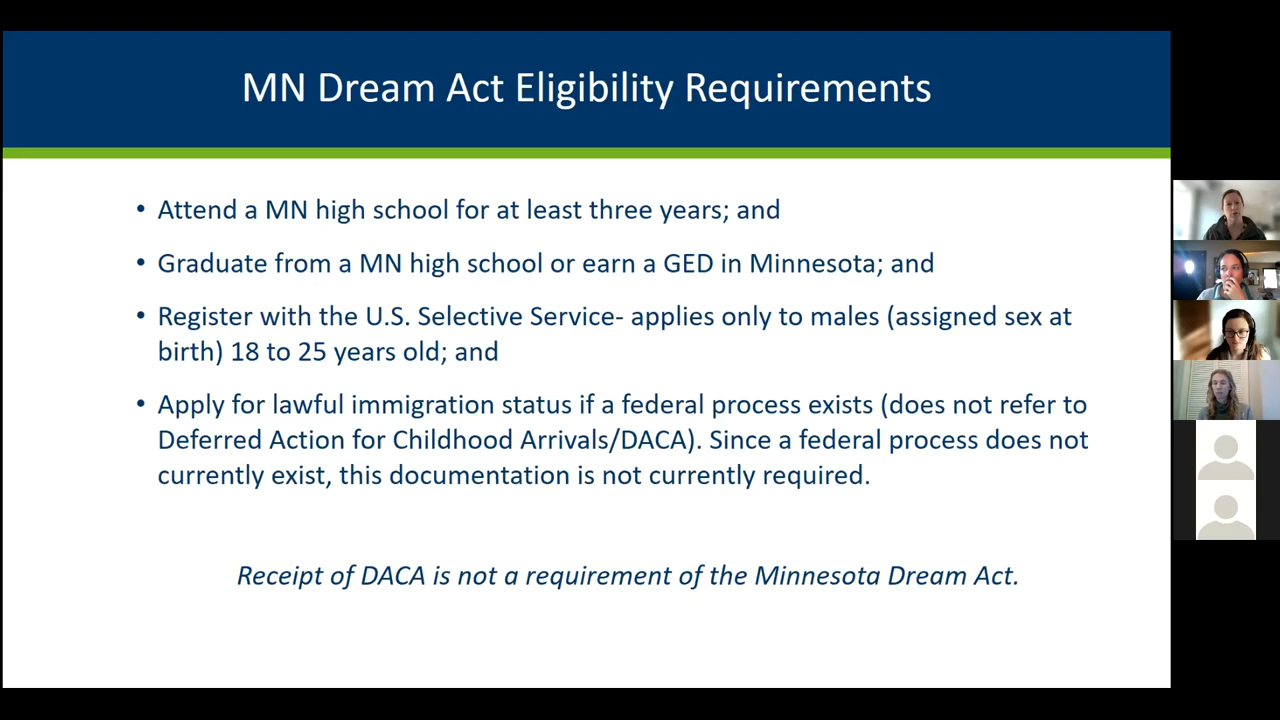 MN Dream Act Eligibility Requirements
• Attend a MN high school for at least three years; and
• Graduate from a MN high school or earn a GED in Minnesota; and
• Register with the U.S. Selective Service- applies only to males (assigned sex at
birth) 18 to 25 years old; and
• Apply for lawful immigration status if a federal process exists (does not refer to
Deferred Action for Childhood Arrivals/DACA). Since a federal process does not
currently exist, this documentation is not currently required.
Receipt of DACA is not a requirement of the Minnesota Dream Act.